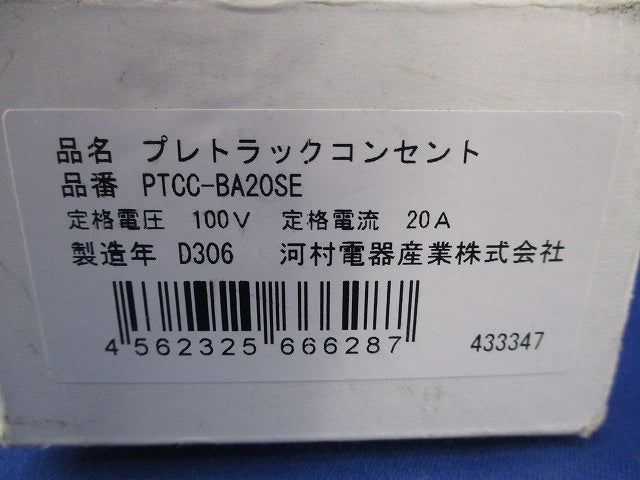 品名 プレトラックコンセント
品番 PTCC-BA20SE
定格電圧 100V 定格電流 20A
製造年 D306 河村電器産業株式会社
4 562325 666287 433347